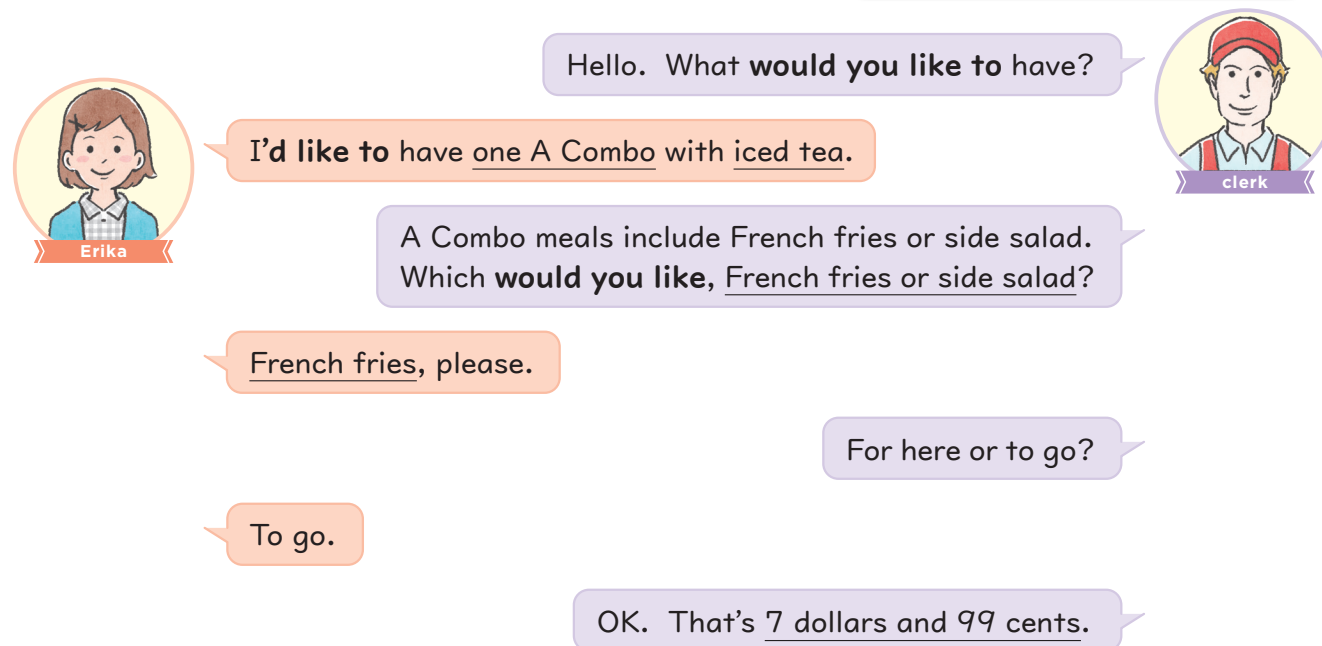 Hello. What would you like to have?
clerk
Erika
I'd like to have one A Combo with iced tea.
A Combo meals include French fries or side salad.
Which would you like, French fries or side salad?
French fries, please.
For here or to go?
To go.
OK. That's 7 dollars and 99 cents.